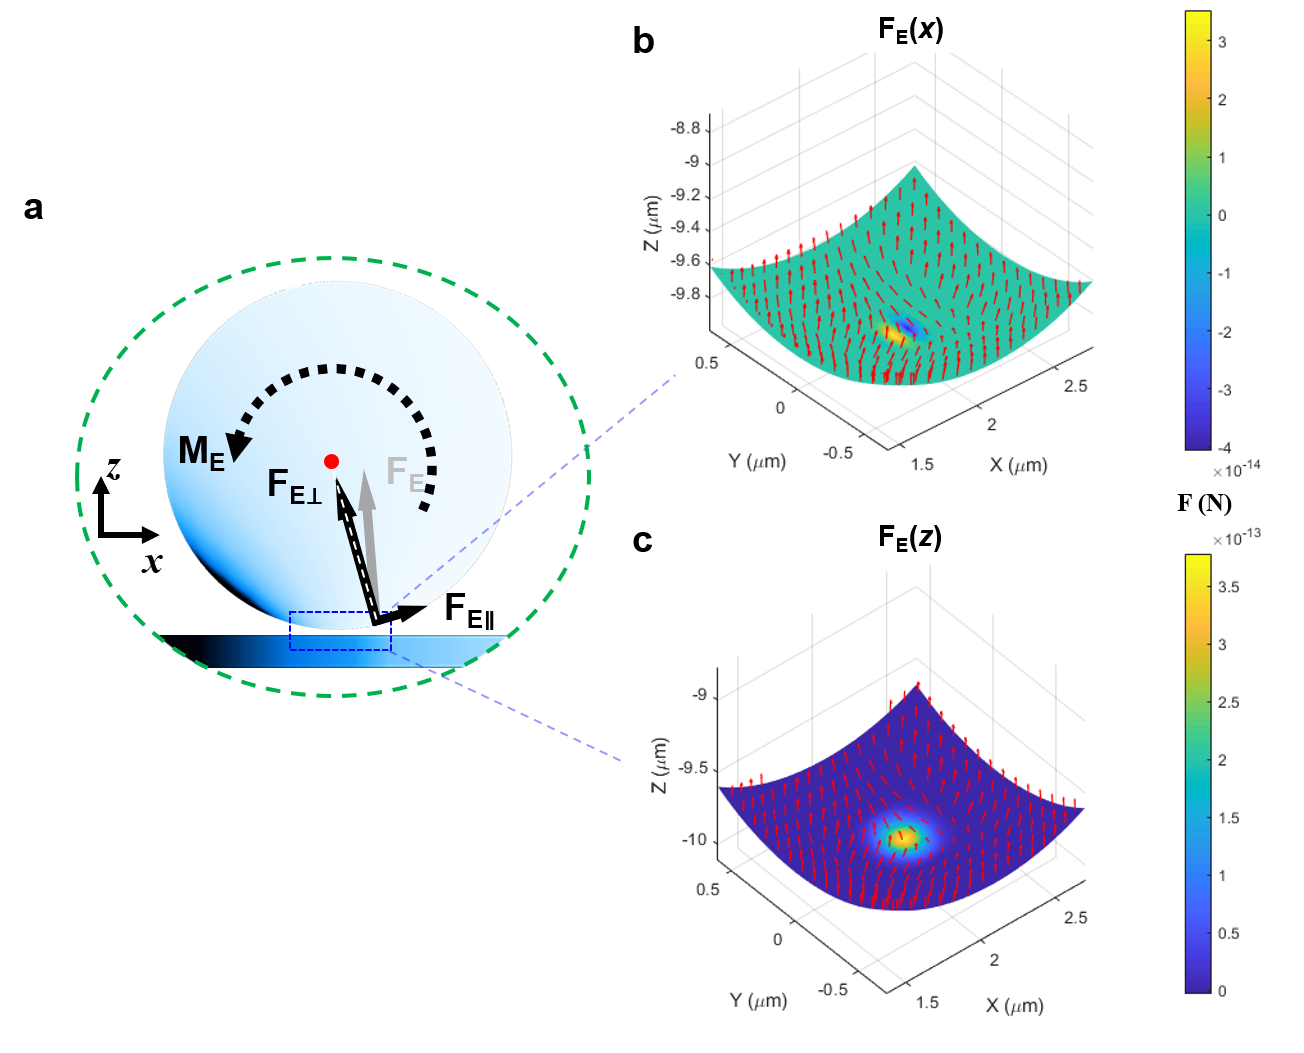 a
M_E
F_E⊥
F_E
F_E∥
z
x
b
F_E(x)
Z (μm)
-8.8
-9
-9.2
-9.4
-9.6
-9.8
0.5
0
-0.5
Y (μm)
1.5
2
2.5
X (μm)
3
2
1
0
-1
-2
-3
-4
×10^-14
F (N)
c
F_E(z)
Z (μm)
-9
-9.5
-10
0.5
0
-0.5
Y (μm)
1.5
2
2.5
X (μm)
×10^-13
3.5
3
2.5
2
1.5
1
0.5
0